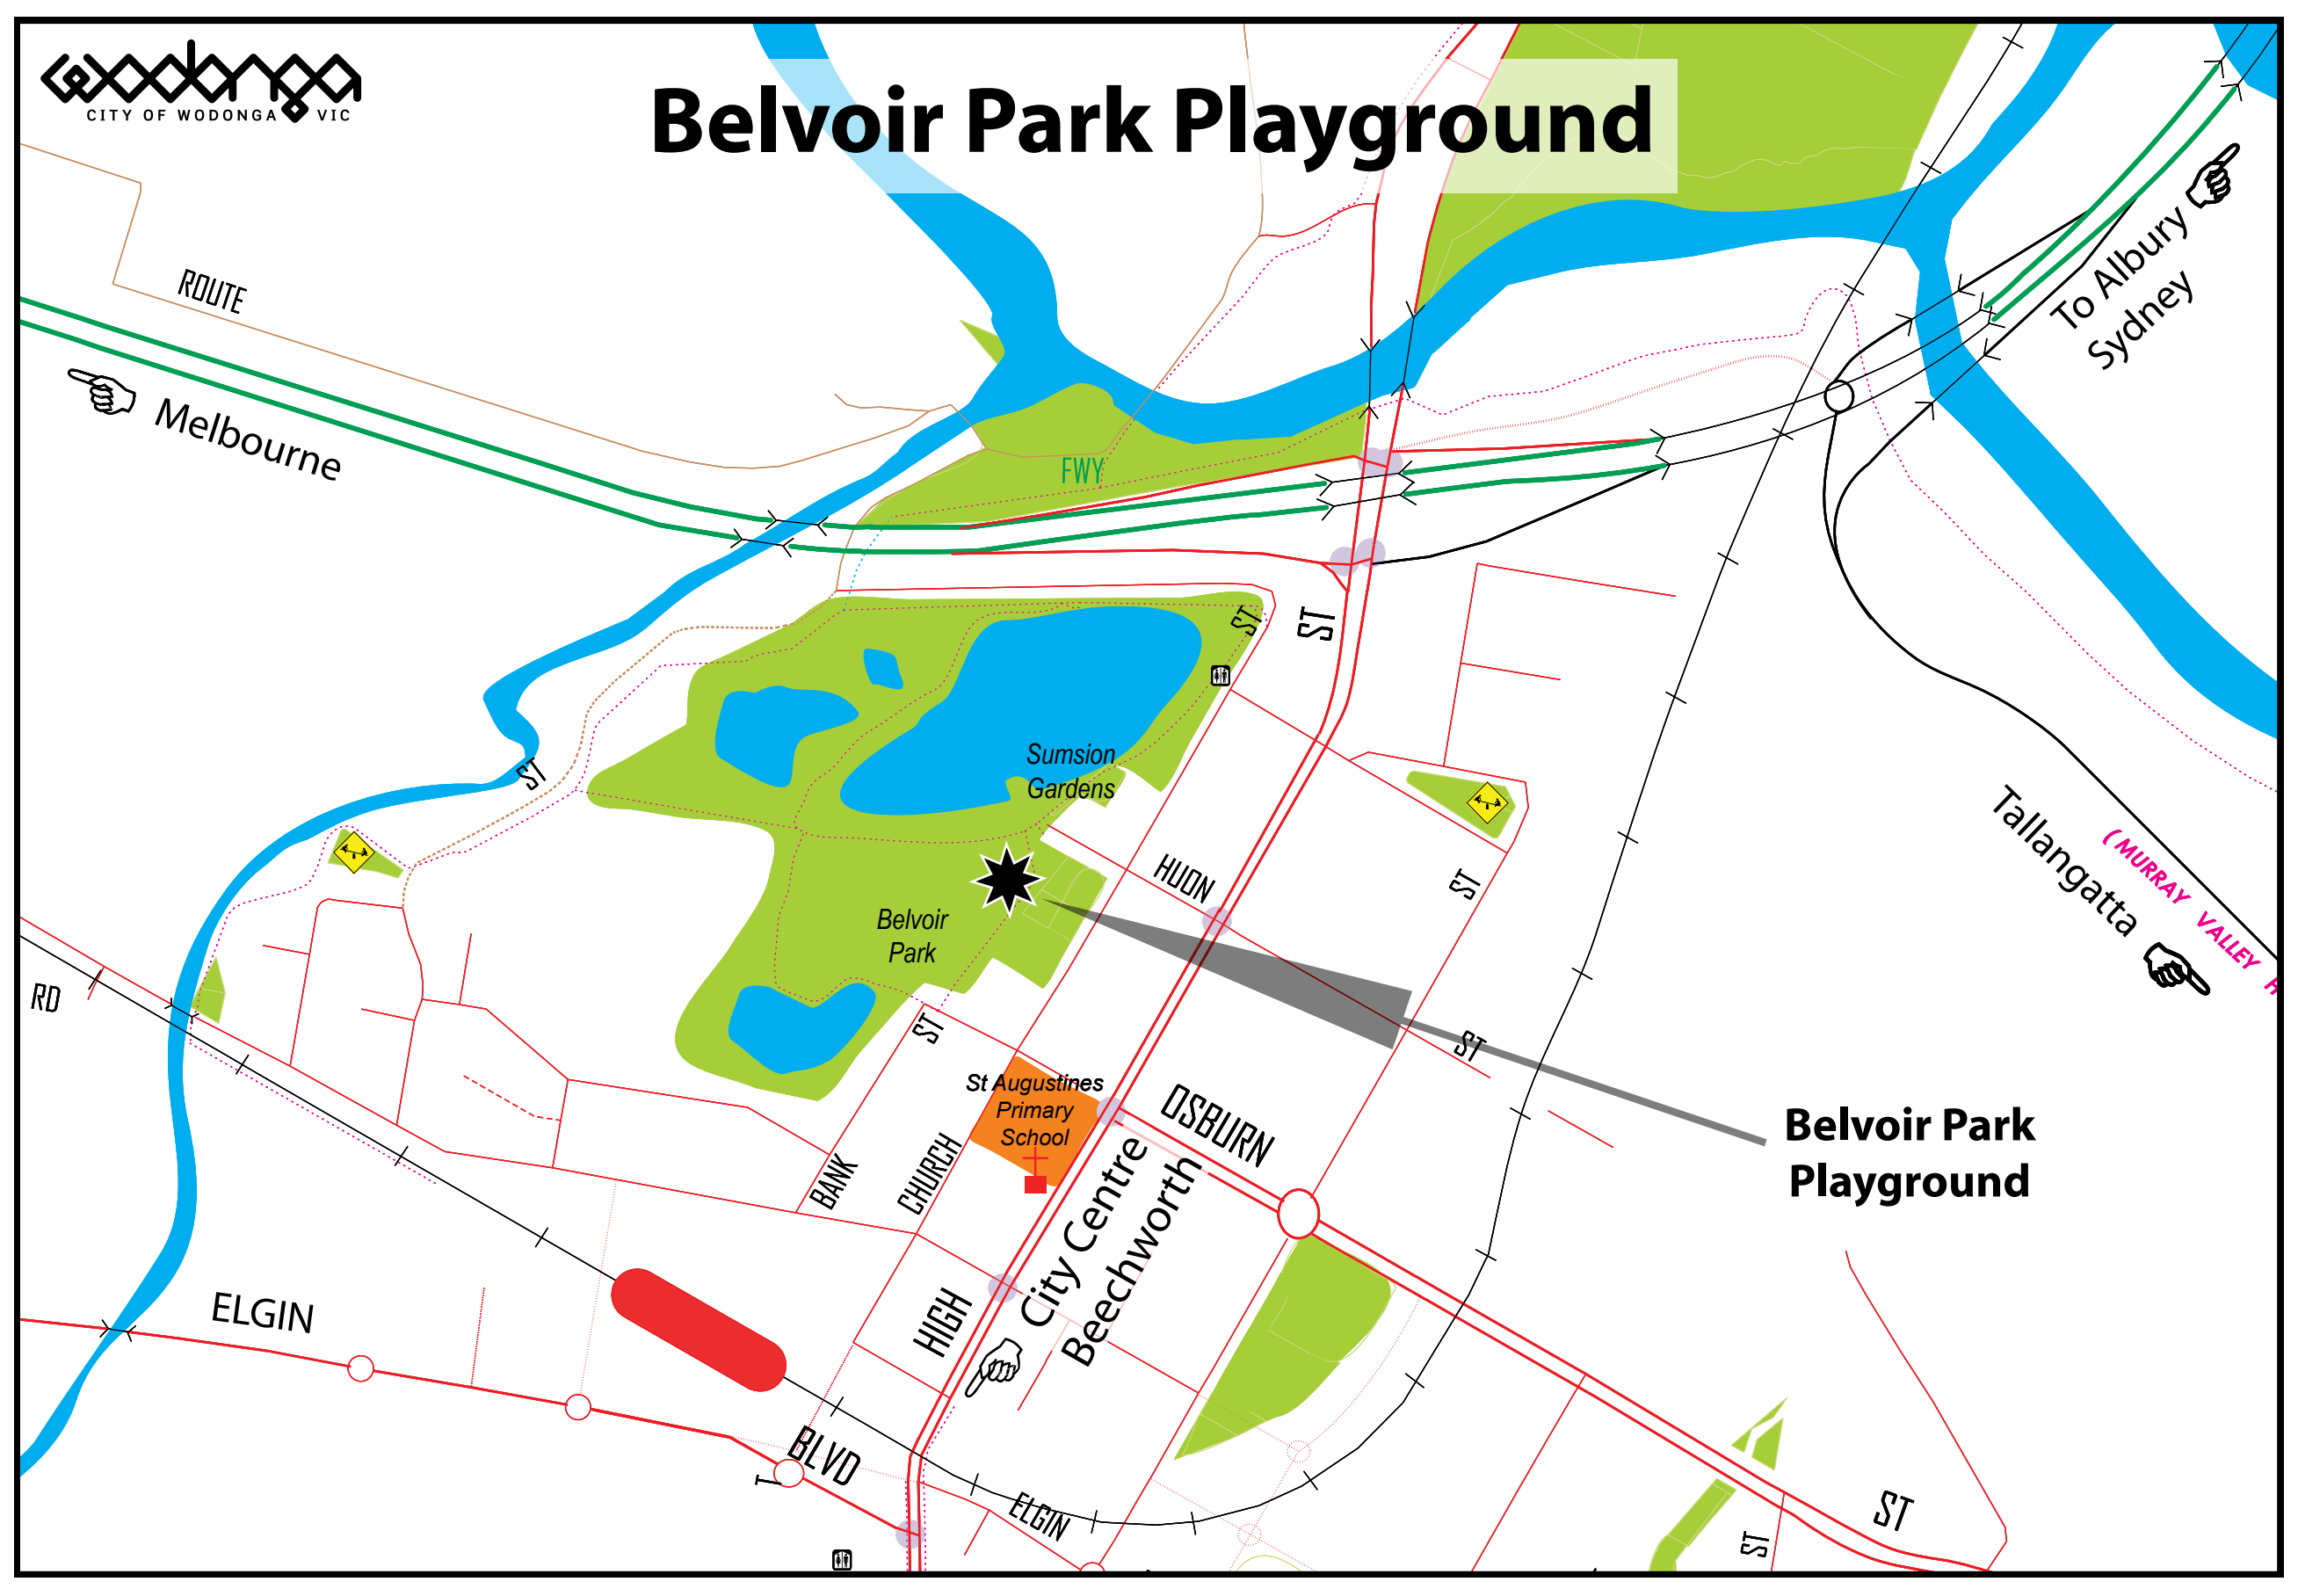 wodonga
CITY OF WODONGA VIC
Belvoir Park Playground
ROUTE
To Albury
Sydney
Melbourne
FWY
ST
ST
Sumsion
Gardens
ST
Tallangatta
(MURRAY VALLEY H
HUON
ST
Belvoir
Park
RD
ST
ST
St Augustines
Primary
School
OSBURN
Belvoir Park
Playground
BANK
CHURCH
City Centre
Beechworth
HIGH
ELGIN
BLVD
ELGIN
ST
ST